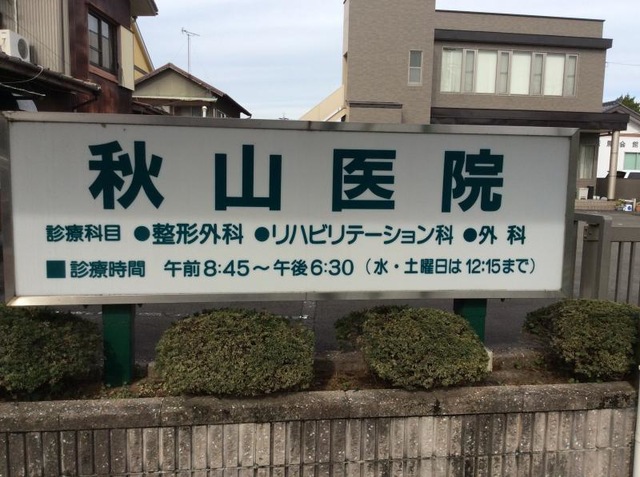 秋山医院
診療科目 ●整形外科 ●リハビリテーション科 ●外科
■診療時間 午前8:45～午後6:30（水・土曜日は12:15まで）